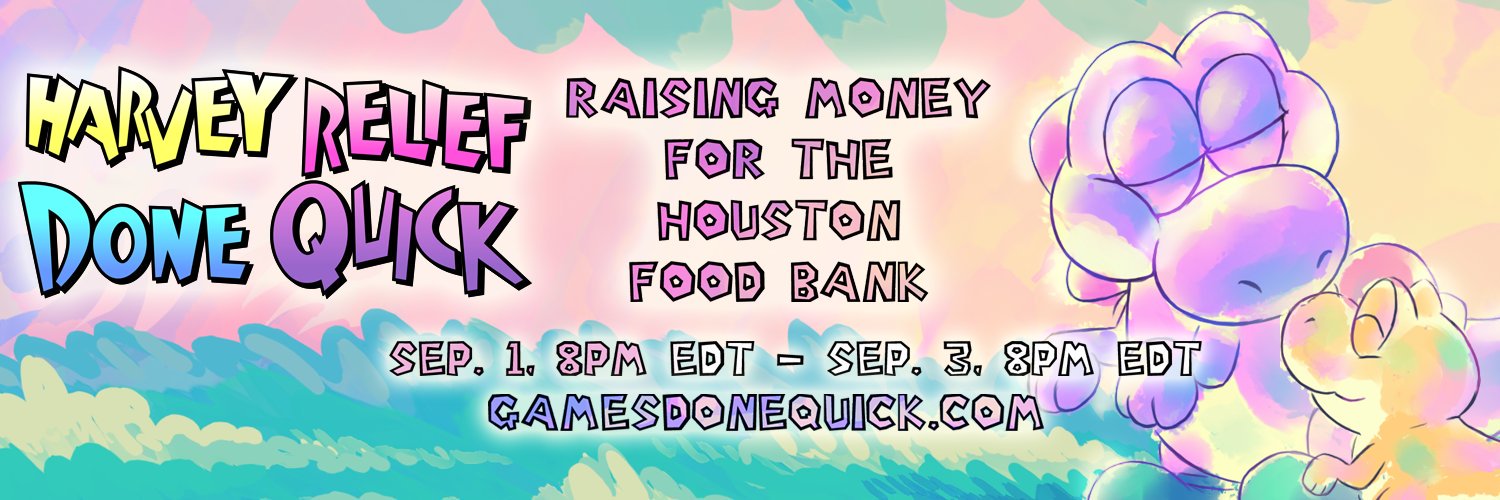 HARVEY RELIEF
DONE QUICK
RAISING MONEY
FOR THE
HOUSTON
FOOD BANK
SEP. 1, 8PM EDT - SEP. 3, 8PM EDT
GAMESDONEQUICK.COM